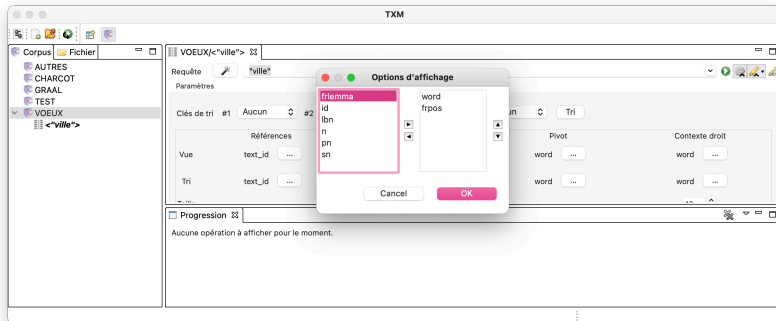 TXM
Corpus Fichier
AUTRES
CHARCOT
GRAAL
TEST
VOEUX
<"ville">
VOEUX/<"ville">
Requête "ville"
Paramètres
Clés de tri #1 Aucun #2 un Tri
Références Pivot Contexte droit
Vue text_id ... word ... word ...
Tri text_id ... word ... word ...
Options d'affichage
frlemma
id
lbn
n
pn
sn
word
frpos
Cancel OK
Progression
Aucune opération à afficher pour le moment.